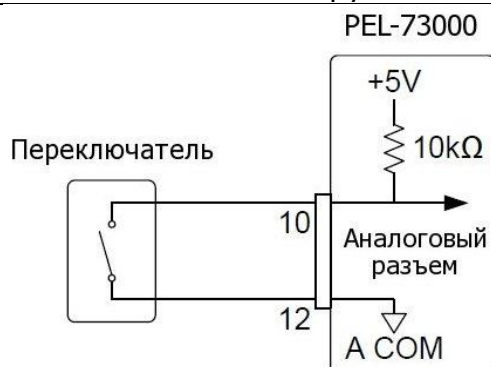 PEL-73000
+5V
Переключатель
10kΩ
10
Аналоговый
разъем
12
A COM